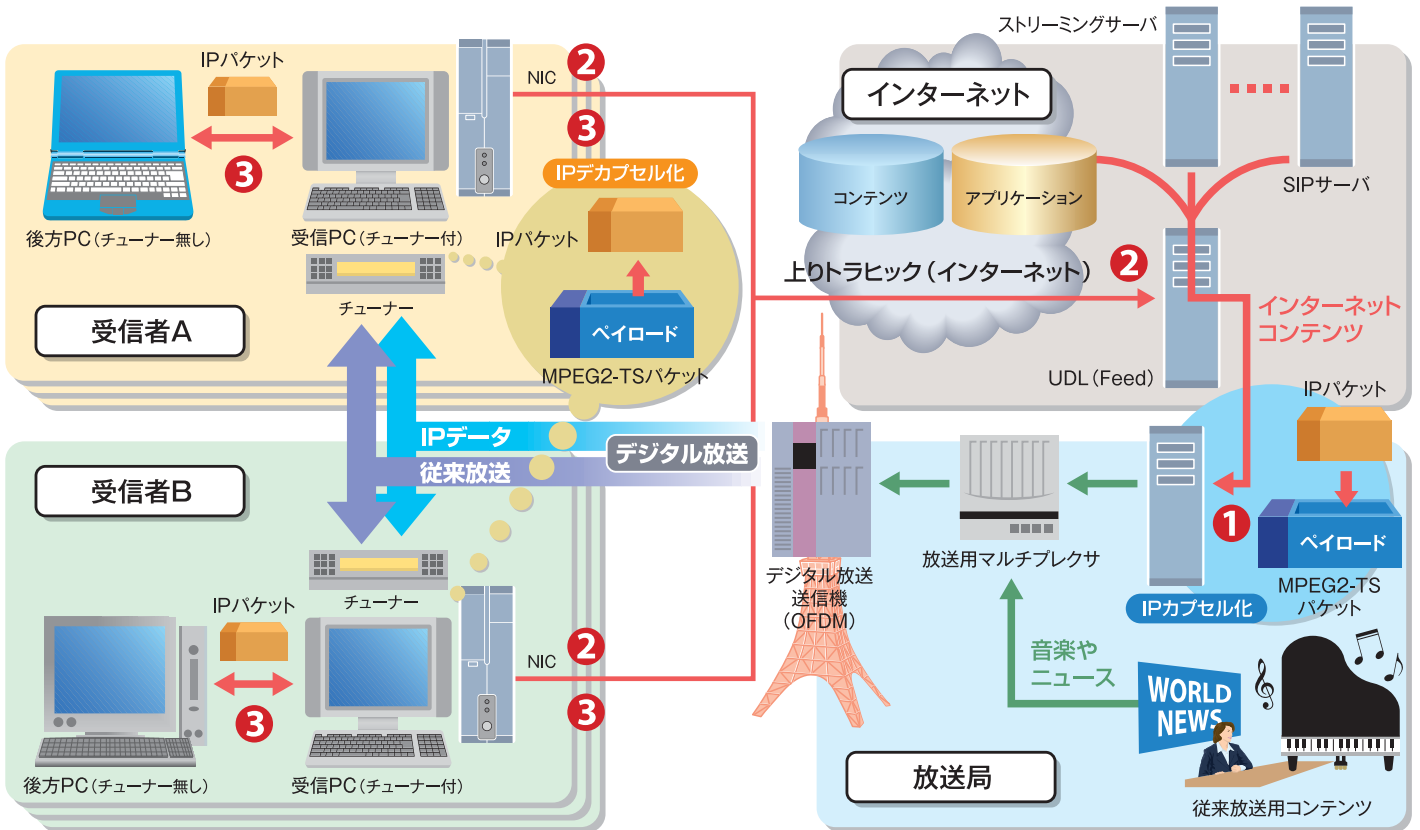 IPパケット
❸
後方PC（チューナー無し）
受信PC（チューナー付）
チューナー
NIC
❷
❸
受信者A
IPデカプセル化
IPパケット
ペイロード
MPEG2-TSパケット
インターネット
コンテンツ
アプリケーション
ストリーミングサーバ
SIPサーバ
上りトラヒック（インターネット）
❷
UDL（Feed）
インターネット
コンテンツ
IPデータ
従来放送
デジタル放送
受信者B
チューナー
IPパケット
❸
後方PC（チューナー無し）
受信PC（チューナー付）
NIC
❷
❸
デジタル放送
送信機
（OFDM）
放送用マルチプレクサ
❶
IPカプセル化
IPパケット
ペイロード
MPEG2-TS
パケット
音楽や
ニュース
WORLD
NEWS
従来放送用コンテンツ
放送局